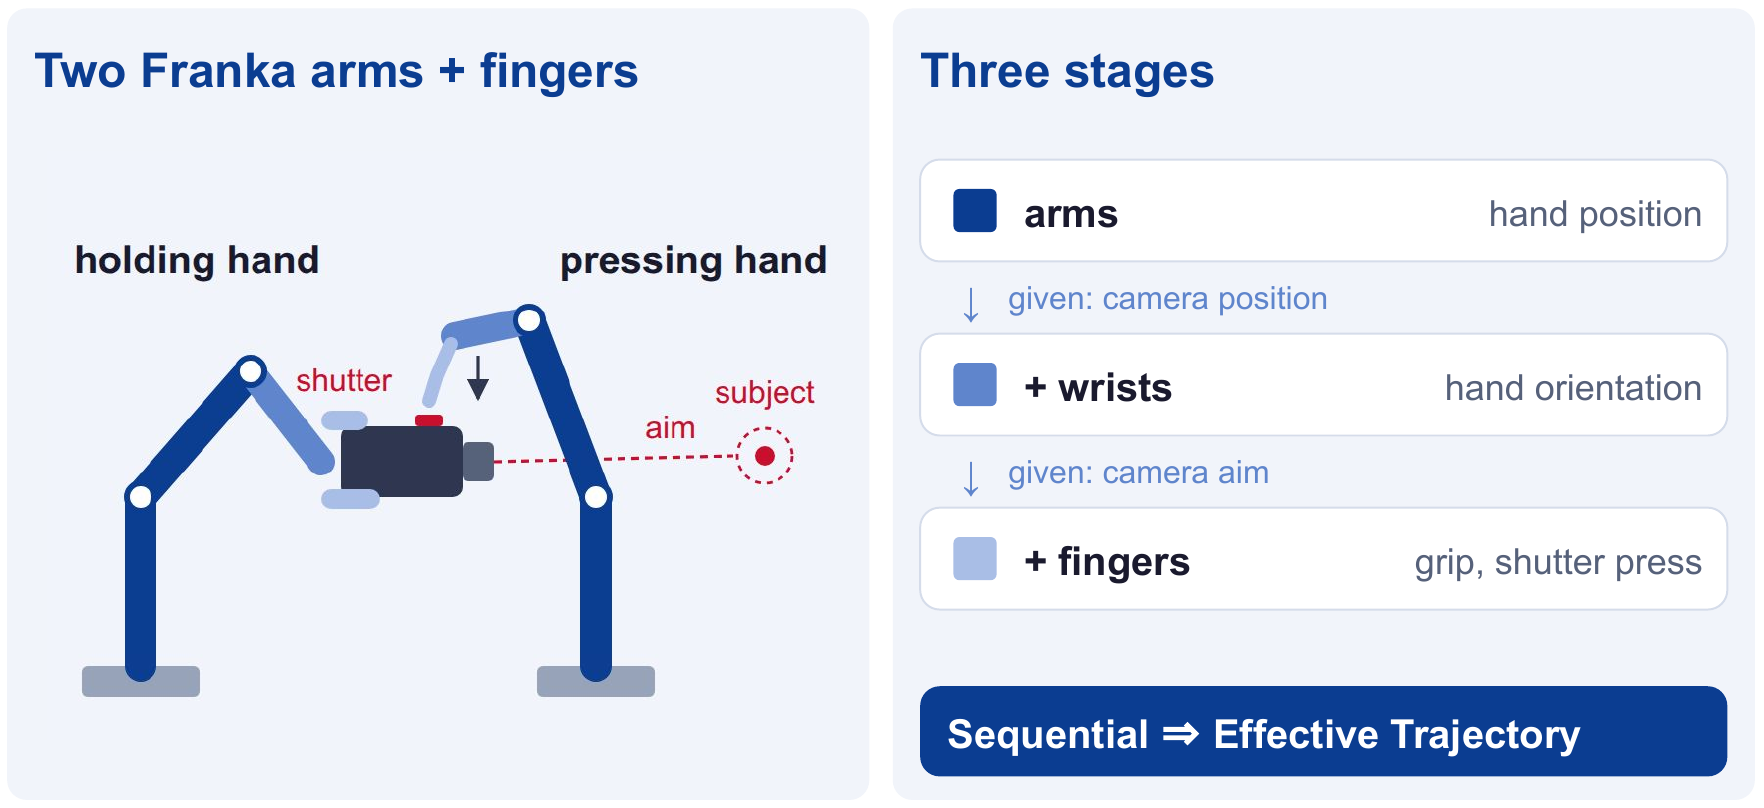 Two Franka arms + fingers
holding hand
pressing hand
shutter
subject
aim
Three stages
arms
hand position
↓ given: camera position
+ wrists
hand orientation
↓ given: camera aim
+ fingers
grip, shutter press
Sequential ⇒ Effective Trajectory